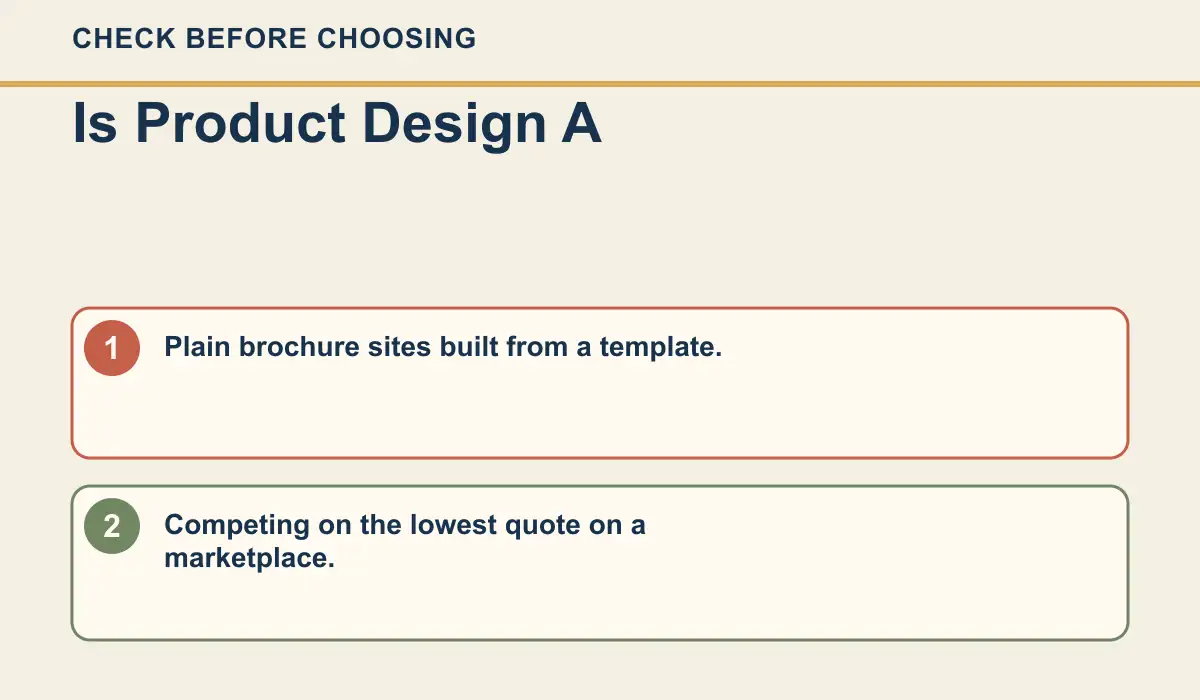 CHECK BEFORE CHOOSING
Is Product Design A
1 Plain brochure sites built from a template.
2 Competing on the lowest quote on a
marketplace.